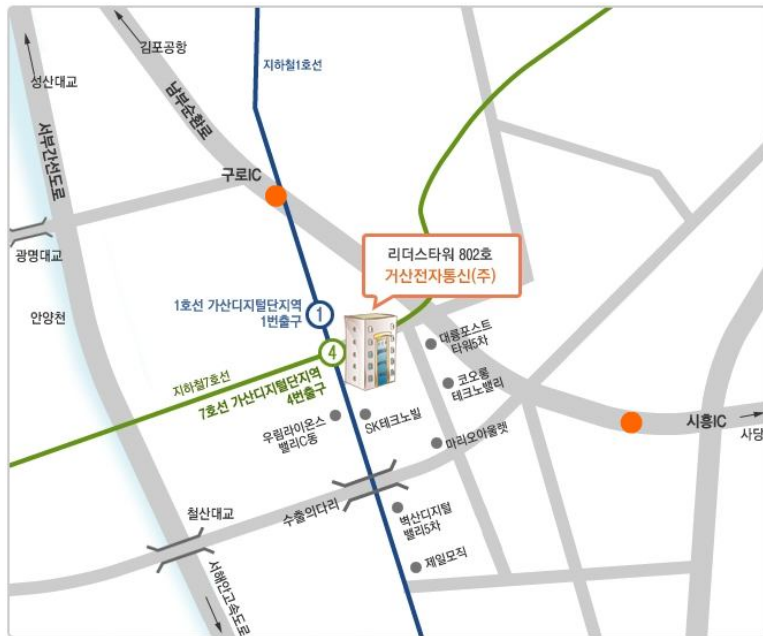 김포공항
지하철1호선
성산대교
남부순환로
서부간선도로
구로IC
리더스타워 802호
거산전자통신(주)
광명대교
안양천
1호선 가산디지털단지역
1번출구
1
대륭포스트
타워5차
4
지하철7호선
7호선 가산디지털단지역
4번출구
코오롱
테크노밸리
우림라이온스
밸리C동
SK테크노빌
마리오아울렛
시흥IC
사당
철산대교
수출의다리
벽산디지털
밸리5차
제일모직
서해안고속도로